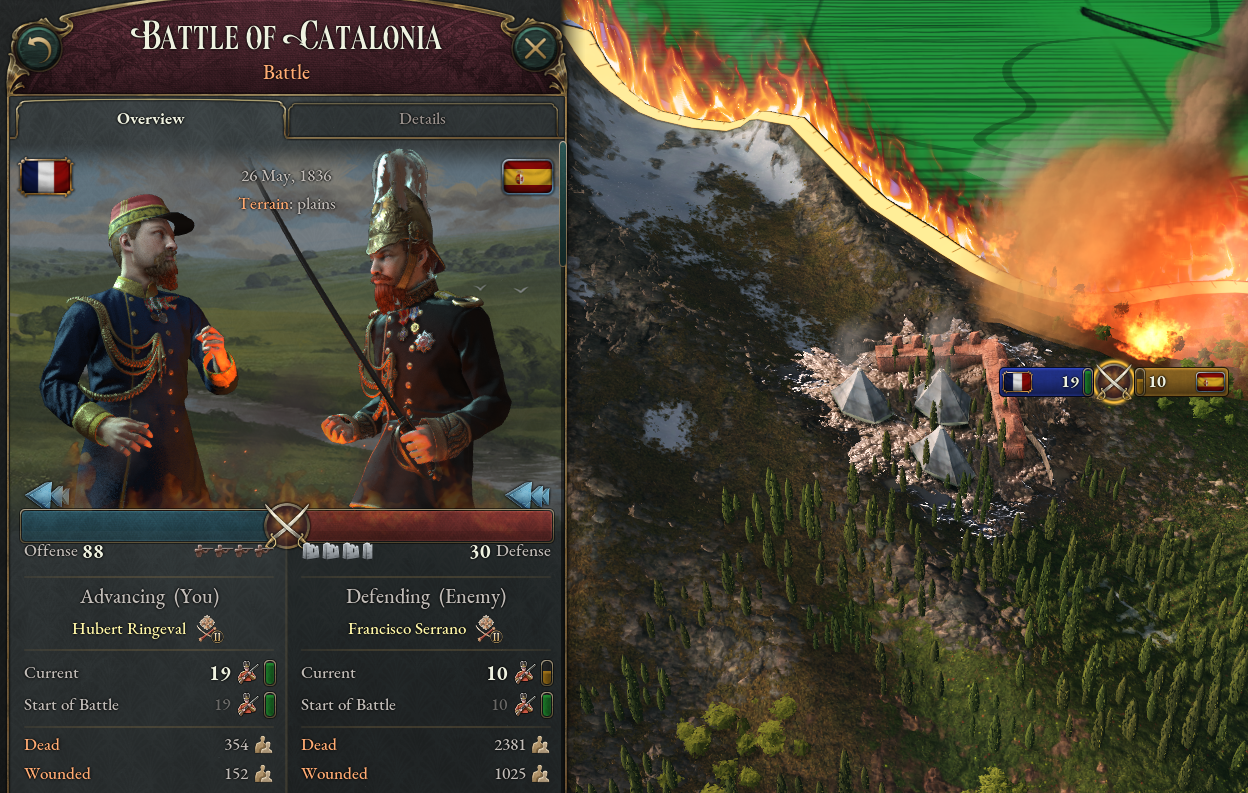 BATTLE OF CATALONIA
Battle
Overview Details
26 May, 1836
Terrain: plains
Offense 88 30 Defense
Advancing (You) Defending (Enemy)
Hubert Ringeval II Francisco Serrano II
Current 19 Current 10
Start of Battle 19 Start of Battle 10
Dead 354 Dead 2381
Wounded 152 Wounded 1025
19 10